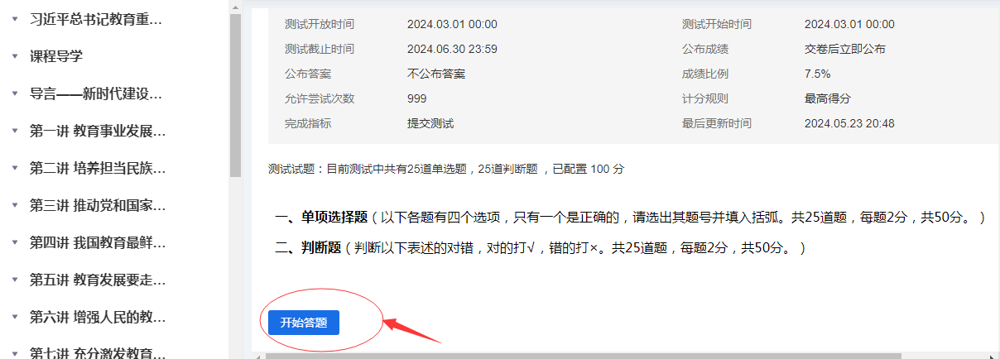 习近平总书记教育重...
课程导学
导言——新时代建设...
第一讲 教育事业发展...
第二讲 培养担当民族...
第三讲 推动党和国家...
第四讲 我国教育最鲜...
第五讲 教育发展要走...
第六讲 增强人民的教...
第七讲 充分激发教育...
测试开放时间 2024.03.01 00:00 测试开始时间 2024.03.01 00:00
测试截止时间 2024.06.30 23:59 公布成绩 交卷后立即公布
公布答案 不公布答案 成绩比例 7.5%
允许尝试次数 999 计分规则 最高得分
完成指标 提交测试 最后更新时间 2024.05.23 20:48
测试试题：目前测试中共有25道单选题，25道判断题 ，已配置 100 分
一、单项选择题（以下各题有四个选项，只有一个是正确的，请选出其题号并填入括弧。共25道题，每题2分，共50分。）
二、判断题（判断以下表述的对错，对的打√，错的打×。共25道题，每题2分，共50分。）
开始答题